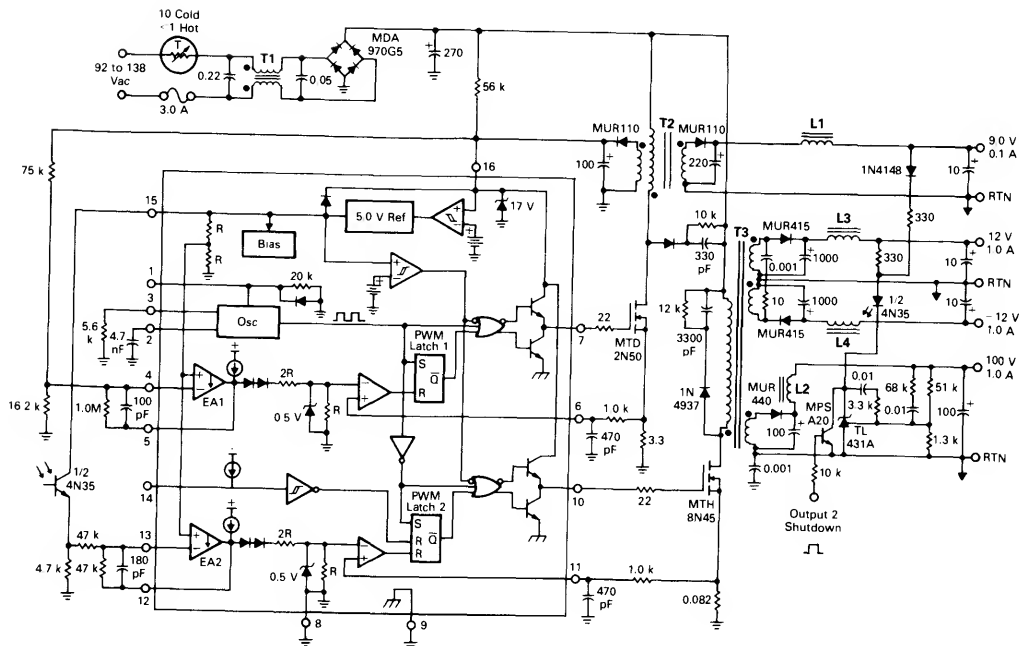 10 Cold
<1 Hot
T
92 to 138
Vac
3.0 A
0.22
T1
0.05
MDA
970G5
+
270
56 k
75 k
MUR110
100
+
T2
MUR110
220
+
L1
9.0 V
0.1 A
10
+
RTN
1N4148
330
16
15
R
R
Bias
5.0 V Ref
+
−
17 V
10 k
330
pF
T3
MUR415
L3
12 V
1.0 A
0.001
1000
+
330
10
+
RTN
10
1000
+
1/2
4N35
10
+
−12 V
1.0 A
MUR415
L4
1
3
2
5.6
k
4.7
nF
Osc
20 k
+
−
PWM
Latch 1
S
R
Q
7
22
MTD
2N50
12 k
3300
pF
1N
4937
4
5
16.2 k
1.0M
100
pF
EA1
+
−
2R
0.5 V
R
−
+
6
1.0 k
470
pF
3.3
100 V
1.0 A
L2
MUR
440
100
+
0.001
MPS
A20
0.01
3.3 k
68 k
0.01
51 k
100
+
TL
431A
1.3 k
RTN
10 k
Output 2
Shutdown
1/2
4N35
14
+
PWM
Latch 2
S
R
R
Q
10
22
MTH
8N45
13
47 k
4.7 k
47 k
180
pF
12
EA2
+
−
2R
0.5 V
R
−
+
11
1.0 k
470
pF
0.082
8
9